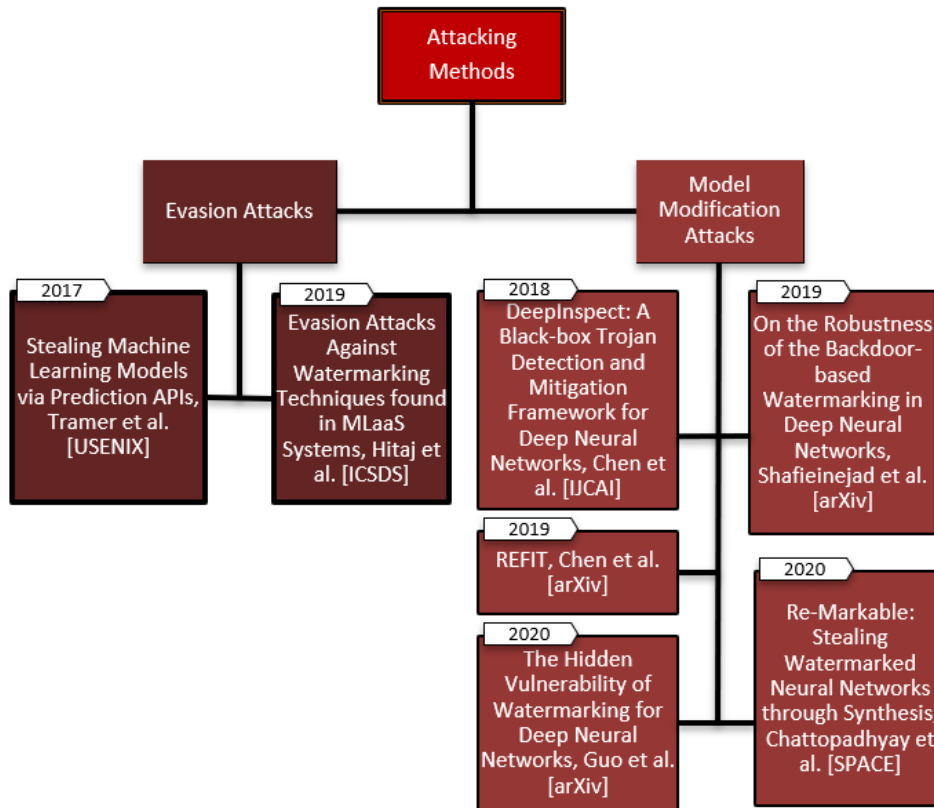 Attacking
Methods
Evasion Attacks
Model
Modification
Attacks
2017
Stealing Machine
Learning Models
via Prediction APIs,
Tramer et al.
[USENIX]
2019
Evasion Attacks
Against
Watermarking
Techniques found
in MLaaS
Systems, Hitaj et
al. [ICSDS]
2018
DeepInspect: A
Black-box Trojan
Detection and
Mitigation
Framework for
Deep Neural
Networks, Chen
et al. [IJCAI]
2019
On the Robustness
of the Backdoor-
based
Watermarking in
Deep Neural
Networks,
Shafieinejad et al.
[arXiv]
2019
REFIT, Chen et al.
[arXiv]
2020
The Hidden
Vulnerability of
Watermarking for
Deep Neural
Networks, Guo et al.
[arXiv]
2020
Re-Markable:
Stealing
Watermarked
Neural Networks
through Synthesis,
Chattopadhyay et
al. [SPACE]